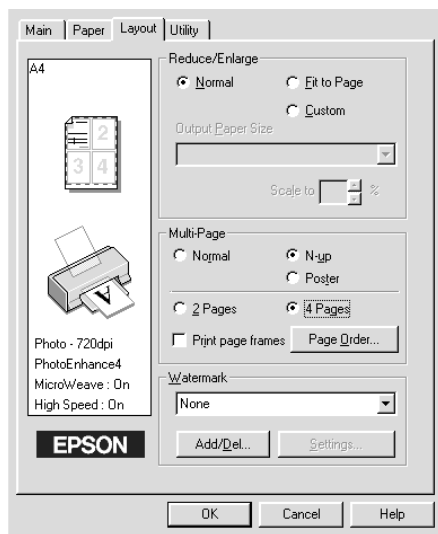 Main Paper Layout Utility
A4
2
3 4
Photo - 720dpi
PhotoEnhance4
MicroWeave : On
High Speed : On
EPSON
Reduce/Enlarge
Normal Fit to Page
Custom
Output Paper Size
Scale to %
Multi-Page
Normal N-up
Poster
2 Pages 4 Pages
Print page frames Page Order...
Watermark
None
Add/Del... Settings...
OK Cancel Help